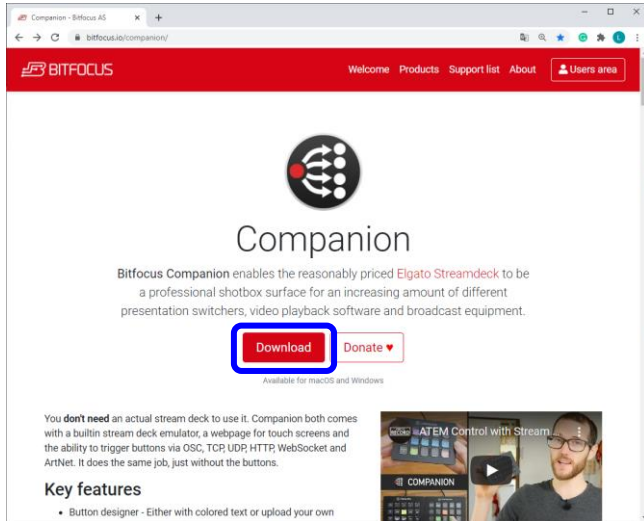 Companion - Bitfocus AS
bitfocus.io/companion/
BITFOCUS
Welcome Products Support list About Users area
Companion
Bitfocus Companion enables the reasonably priced Elgato Streamdeck to be
a professional shotbox surface for an increasing amount of different
presentation switchers, video playback software and broadcast equipment.
Download Donate ♥
Available for macOS and Windows
You don't need an actual stream deck to use it. Companion both comes
with a builtin stream deck emulator, a webpage for touch screens and
the ability to trigger buttons via OSC, TCP, UDP, HTTP, WebSocket and
ArtNet. It does the same job, just without the buttons.
Key features
• Button designer - Either with colored text or upload your own
ATEM Control with Stream
COMPANION